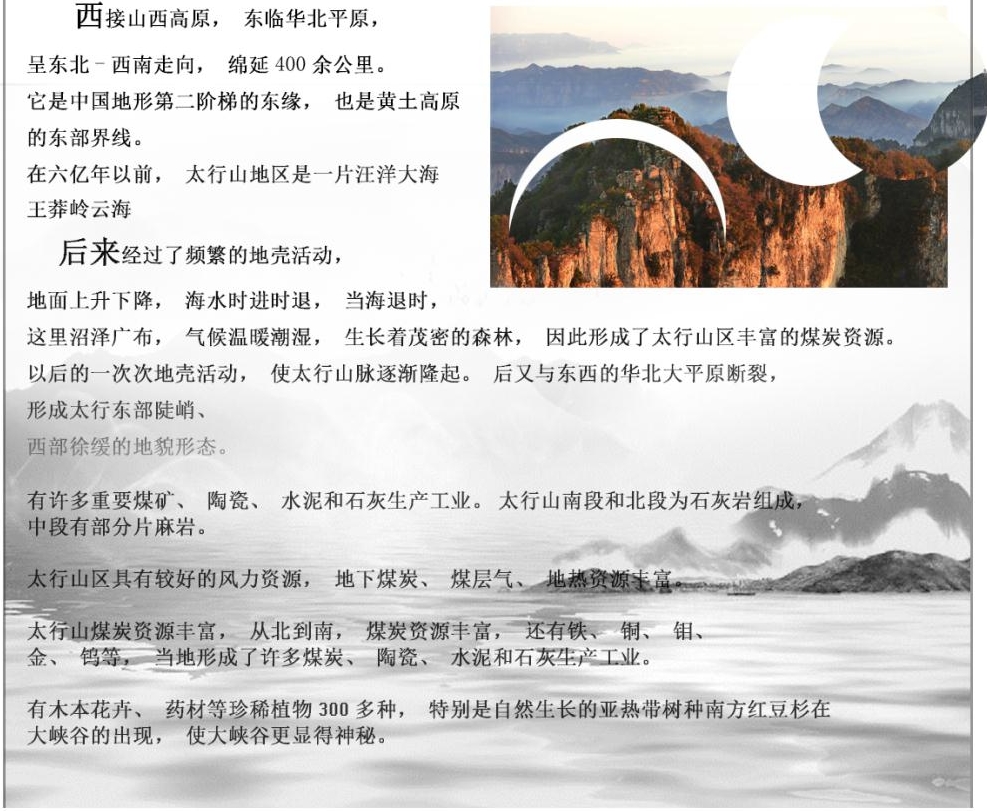 西接山西高原， 东临华北平原，
呈东北–西南走向， 绵延 400 余公里。
它是中国地形第二阶梯的东缘， 也是黄土高原
的东部界线。
在六亿年以前， 太行山地区是一片汪洋大海
王莽岭云海
后来经过了频繁的地壳活动，
地面上升下降， 海水时进时退， 当海退时，
这里沼泽广布， 气候温暖潮湿， 生长着茂密的森林， 因此形成了太行山区丰富的煤炭资源。
以后的一次次地壳活动， 使太行山脉逐渐隆起。 后又与东西的华北大平原断裂，
形成太行东部陡峭、
西部徐缓的地貌形态。
有许多重要煤矿、 陶瓷、 水泥和石灰生产工业。 太行山南段和北段为石灰岩组成，
中段有部分片麻岩。
太行山区具有较好的风力资源， 地下煤炭、 煤层气、 地热资源丰富。
太行山煤炭资源丰富， 从北到南， 煤炭资源丰富， 还有铁、 铜、 钼、
金、 钨等， 当地形成了许多煤炭、 陶瓷、 水泥和石灰生产工业。
有木本花卉、 药材等珍稀植物 300 多种， 特别是自然生长的亚热带树种南方红豆杉在
大峡谷的出现， 使大峡谷更显得神秘。